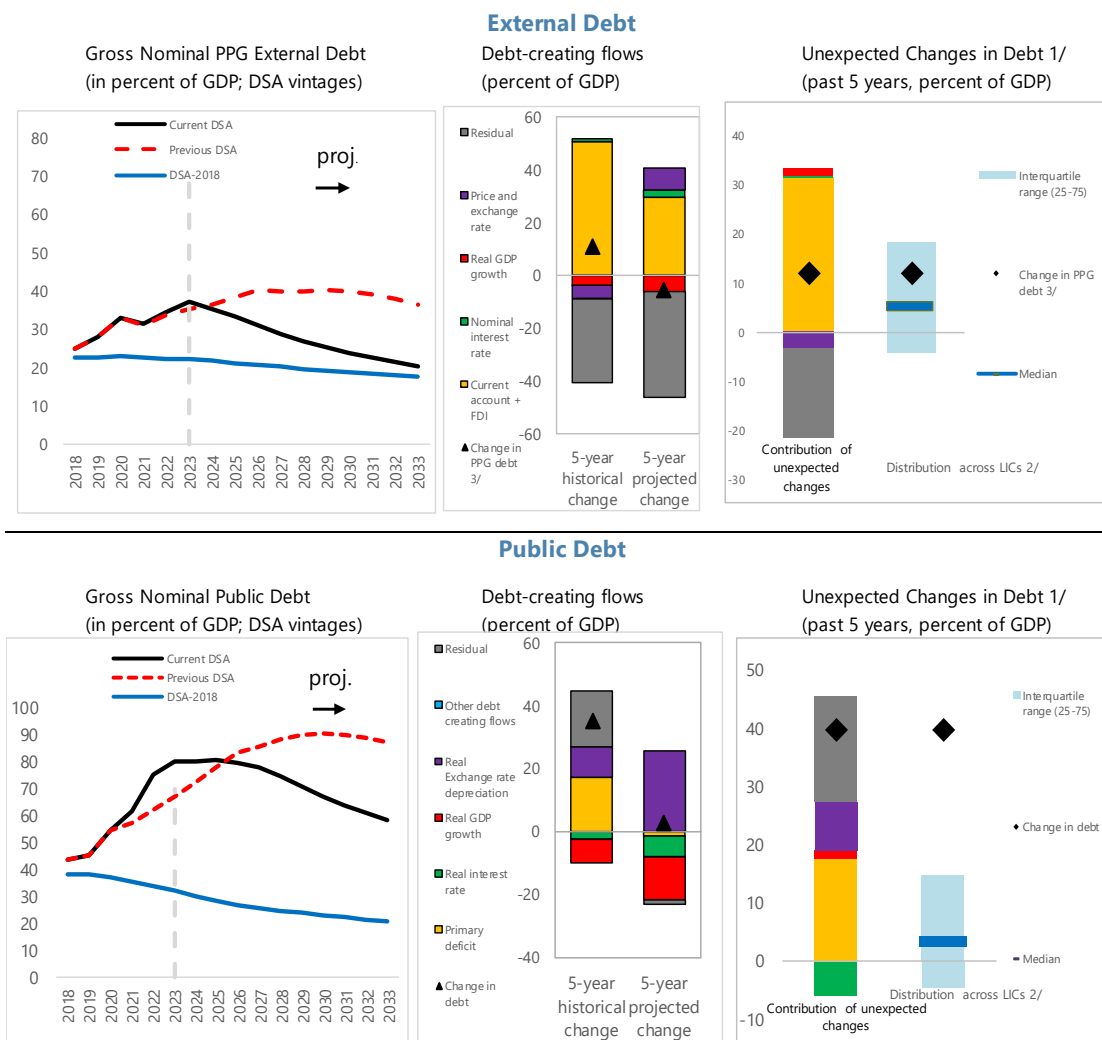 External Debt
Gross Nominal PPG External Debt
(in percent of GDP; DSA vintages)
Current DSA
Previous DSA
DSA-2018
proj.
80
70
60
50
40
30
20
10
0
2018
2019
2020
2021
2022
2023
2024
2025
2026
2027
2028
2029
2030
2031
2032
2033
Debt-creating flows
(percent of GDP)
Residual
Price and
exchange
rate
Real GDP
growth
Nominal
interest
rate
Current
account +
FDI
Change in
PPG debt
3/
60
40
20
0
-20
-40
-60
5-year
historical
change
5-year
projected
change
Unexpected Changes in Debt 1/
(past 5 years, percent of GDP)
40
30
20
10
0
-10
-20
-30
Interquartile
range (25-75)
Change in PPG
debt 3/
Median
Contribution of
unexpected
changes
Distribution across LICs 2/
Public Debt
Gross Nominal Public Debt
(in percent of GDP; DSA vintages)
Current DSA
Previous DSA
DSA-2018
proj.
100
90
80
70
60
50
40
30
20
10
0
2018
2019
2020
2021
2022
2023
2024
2025
2026
2027
2028
2029
2030
2031
2032
2033
Debt-creating flows
(percent of GDP)
Residual
Other debt
creating flows
Real
Exchange rate
depreciation
Real GDP
growth
Real interest
rate
Primary
deficit
Change in
debt
60
40
20
0
-20
-40
5-year
historical
change
5-year
projected
change
Unexpected Changes in Debt 1/
(past 5 years, percent of GDP)
50
40
30
20
10
0
-10
Interquartile
range (25-75)
Change in debt
Median
Distribution across LICs 2/
Contribution of unexpected
changes